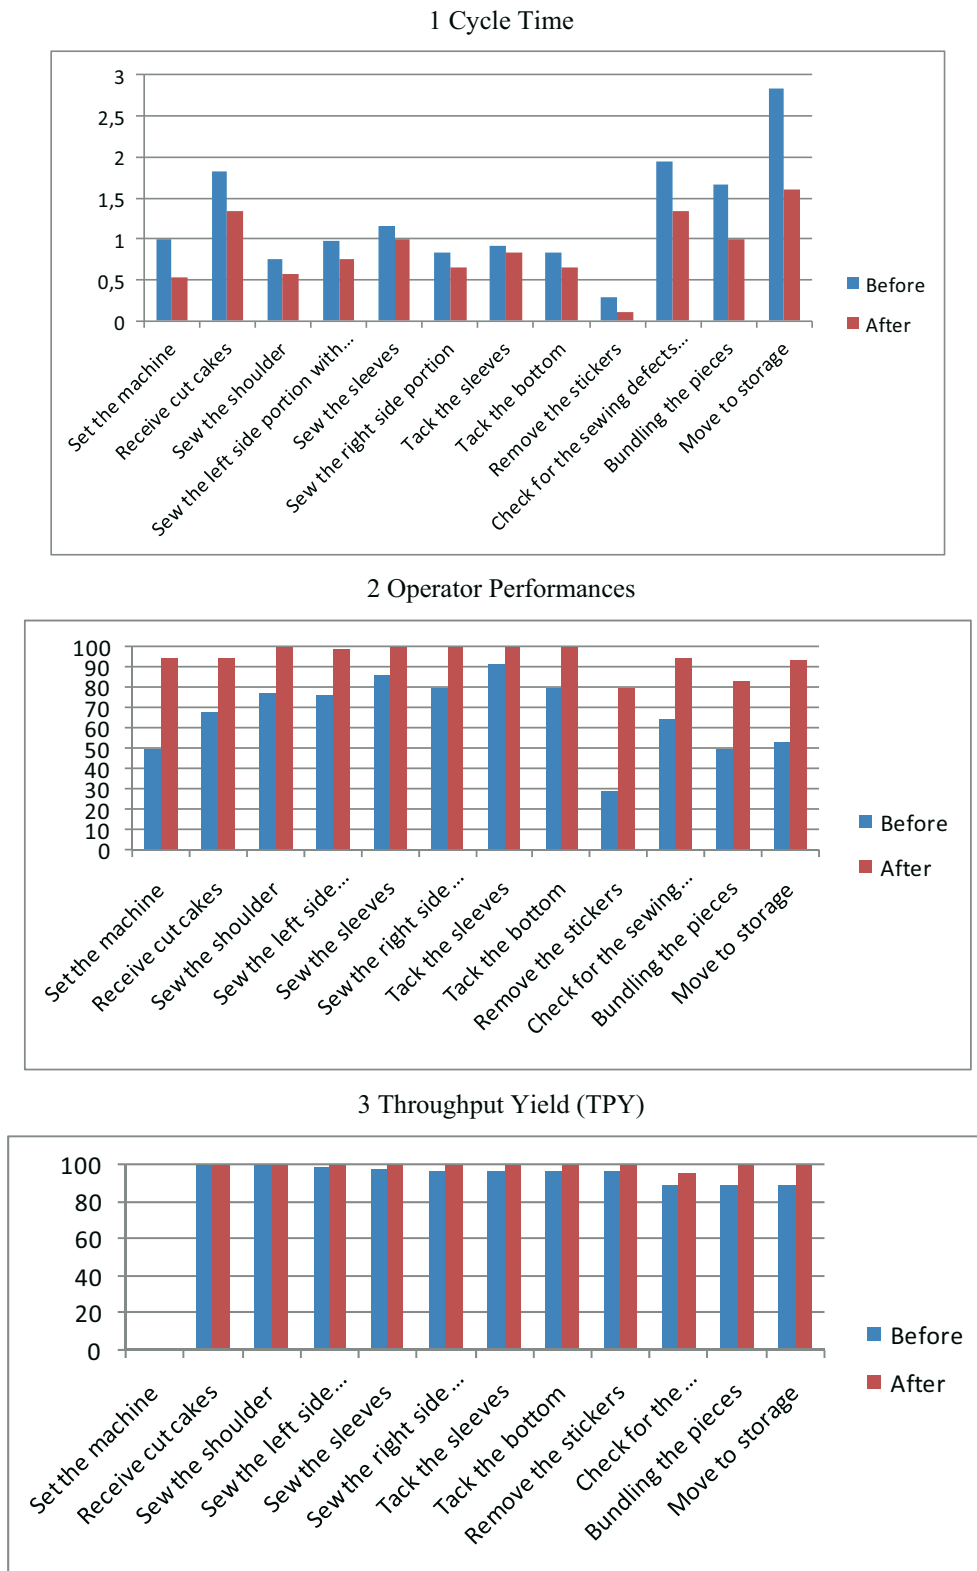 1 Cycle Time
3
2,5
2
1,5
1
0,5
0
Before
After
Set the machine
Receive cut cakes
Sew the shoulder
Sew the left side portion with...
Sew the sleeves
Sew the right side portion
Tack the sleeves
Tack the bottom
Remove the stickers
Check for the sewing defects...
Bundling the pieces
Move to storage
2 Operator Performances
100
90
80
70
60
50
40
30
20
10
0
Before
After
Set the machine
Receive cut cakes
Sew the shoulder
Sew the left side...
Sew the sleeves
Sew the right side...
Tack the sleeves
Tack the bottom
Remove the stickers
Check for the sewing...
Bundling the pieces
Move to storage
3 Throughput Yield (TPY)
100
80
60
40
20
0
Before
After
Set the machine
Receive cut cakes
Sew the shoulder
Sew the left side...
Sew the sleeves
Sew the right side...
Tack the sleeves
Tack the bottom
Remove the stickers
Check for the...
Bundling the pieces
Move to storage